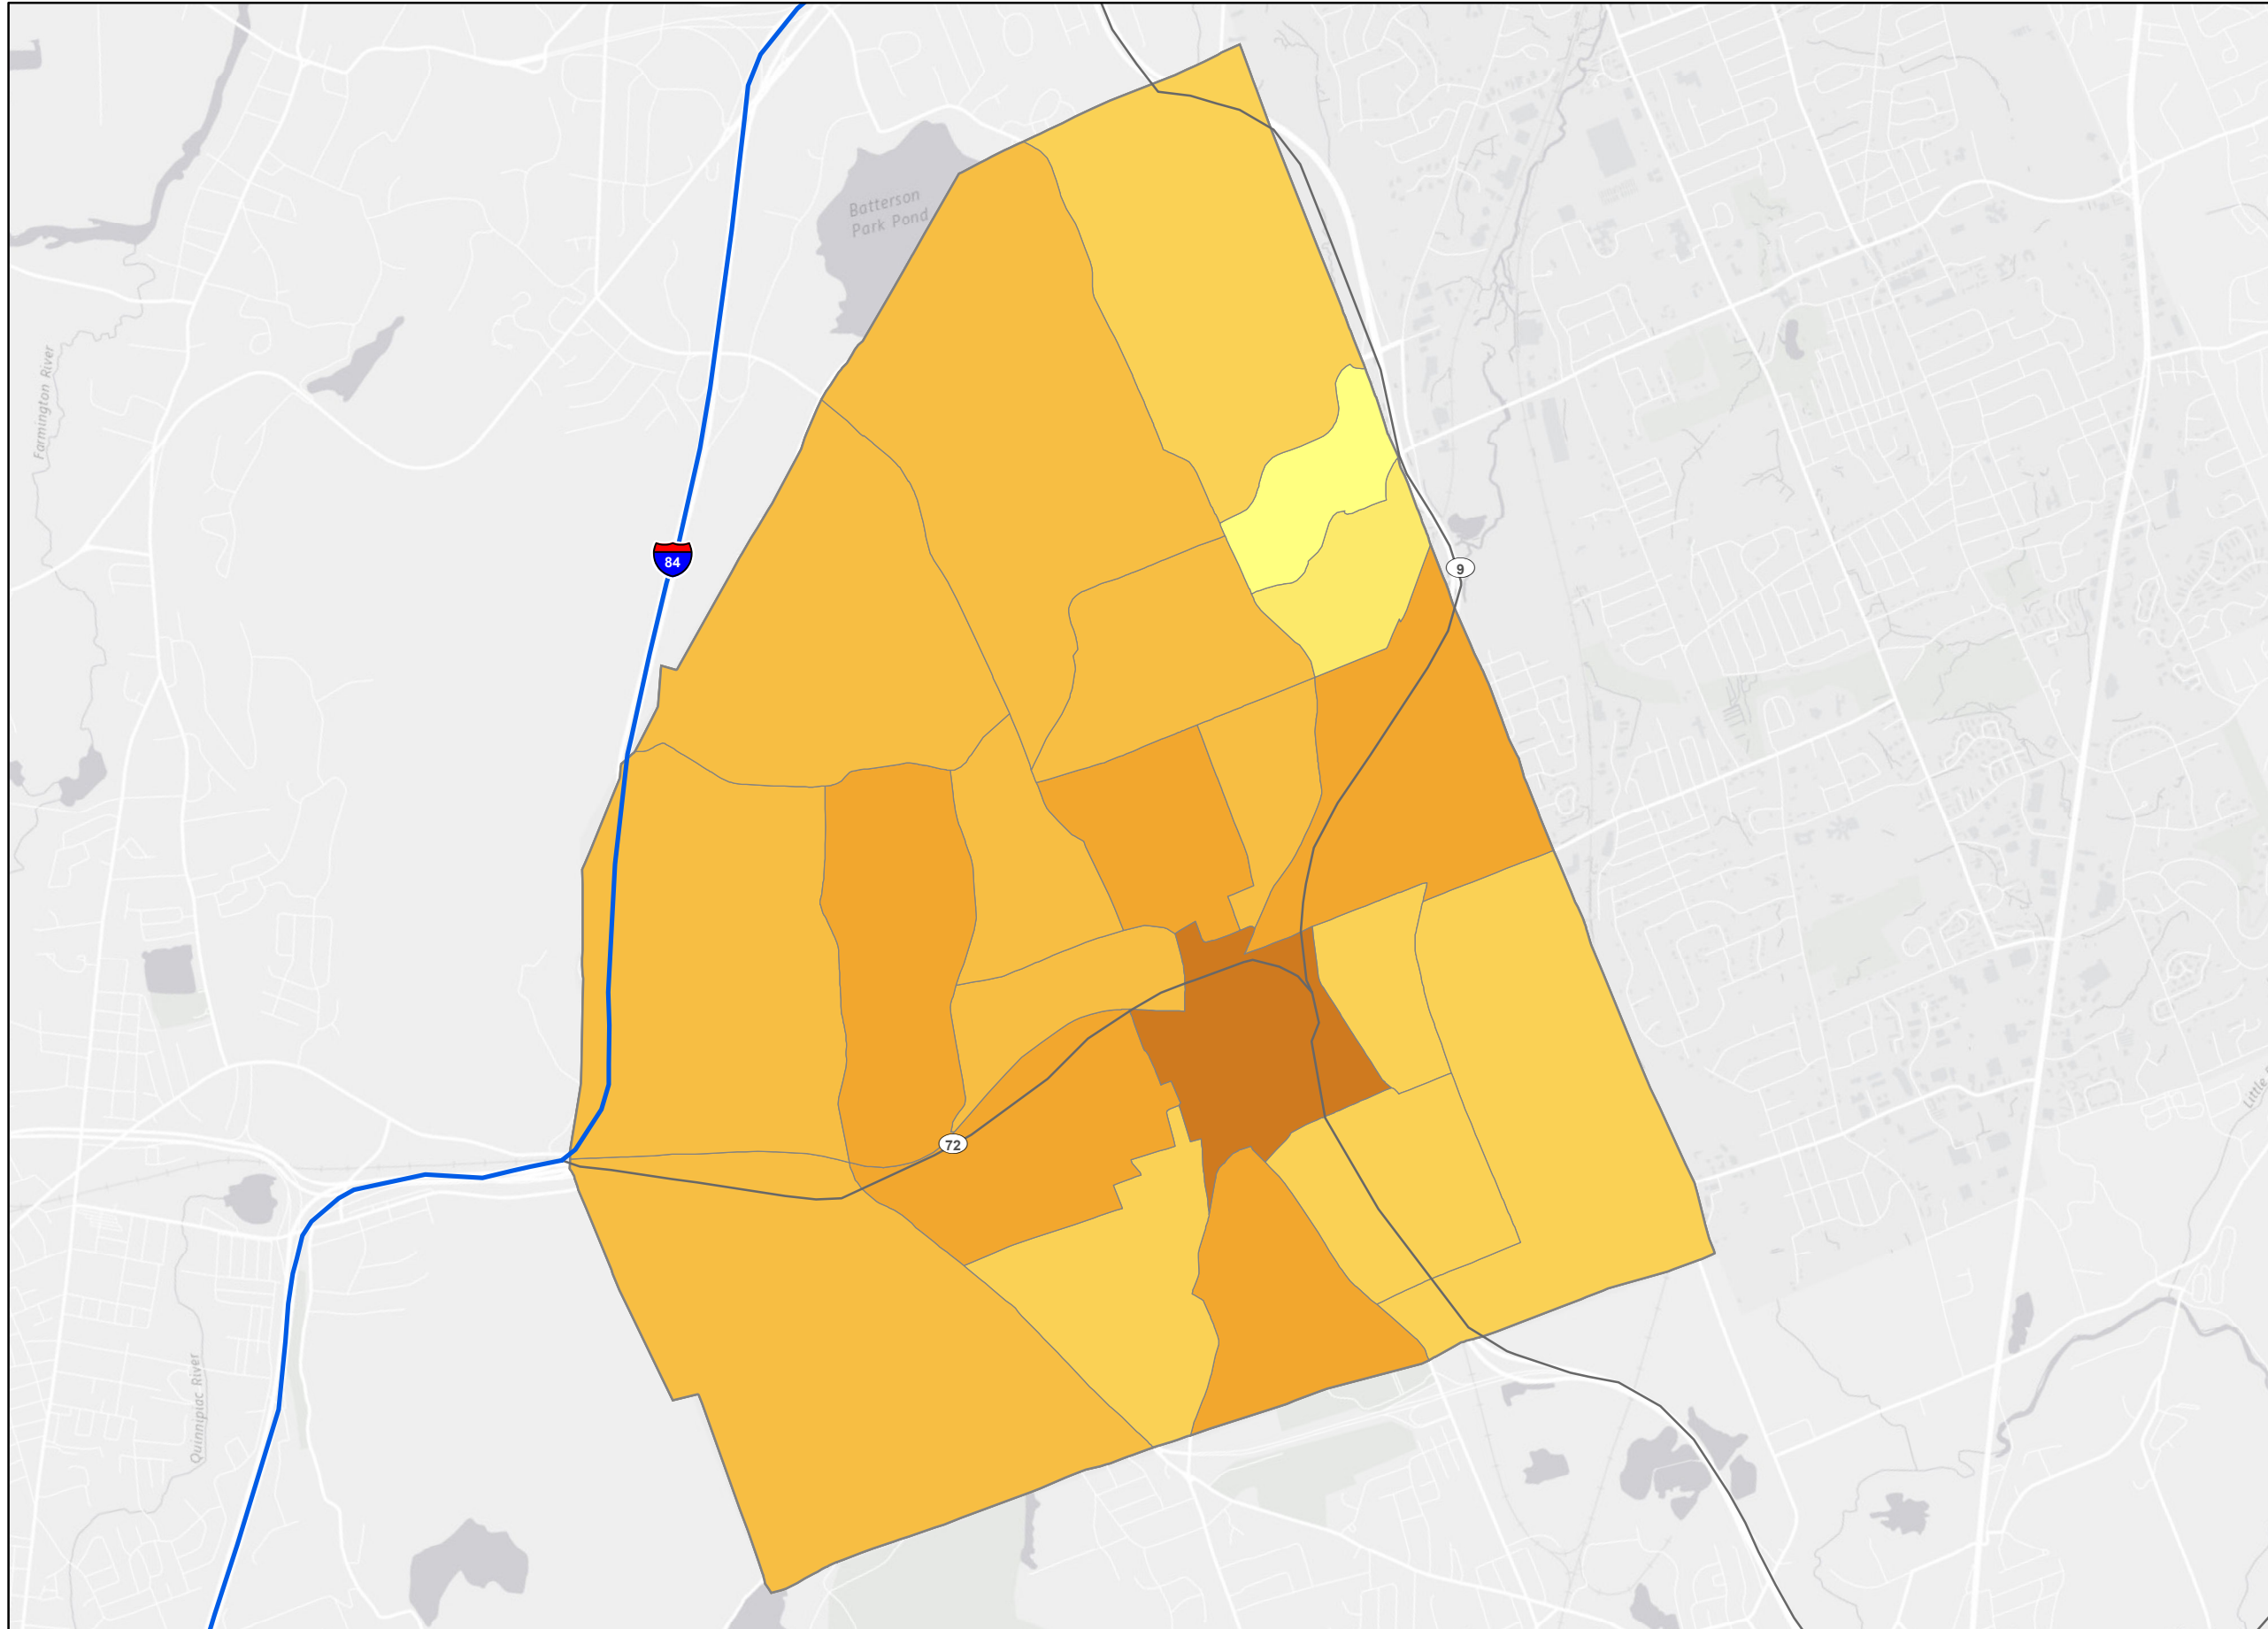 Batterson
Park Pond
Farmington River
84
9
72
Quinnipiac River
Little